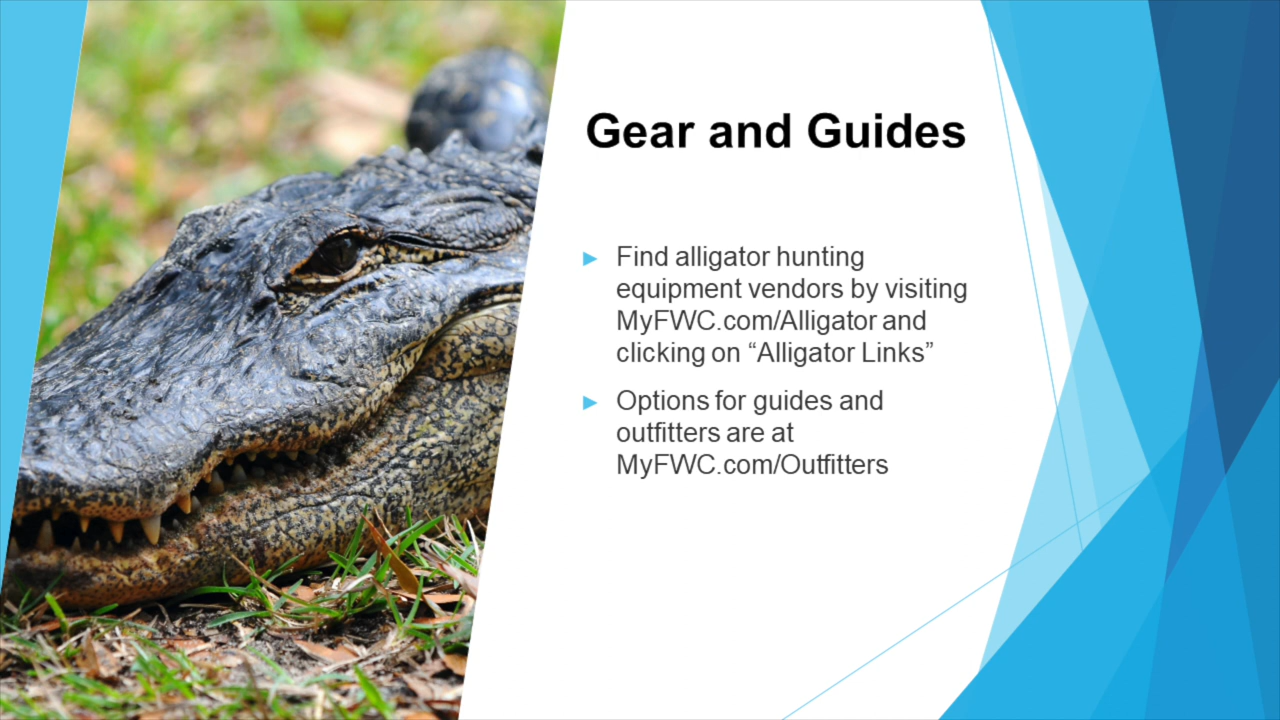 Gear and Guides
Find alligator hunting
equipment vendors by visiting
MyFWC.com/Alligator and
clicking on “Alligator Links”
Options for guides and
outfitters are at
MyFWC.com/Outfitters